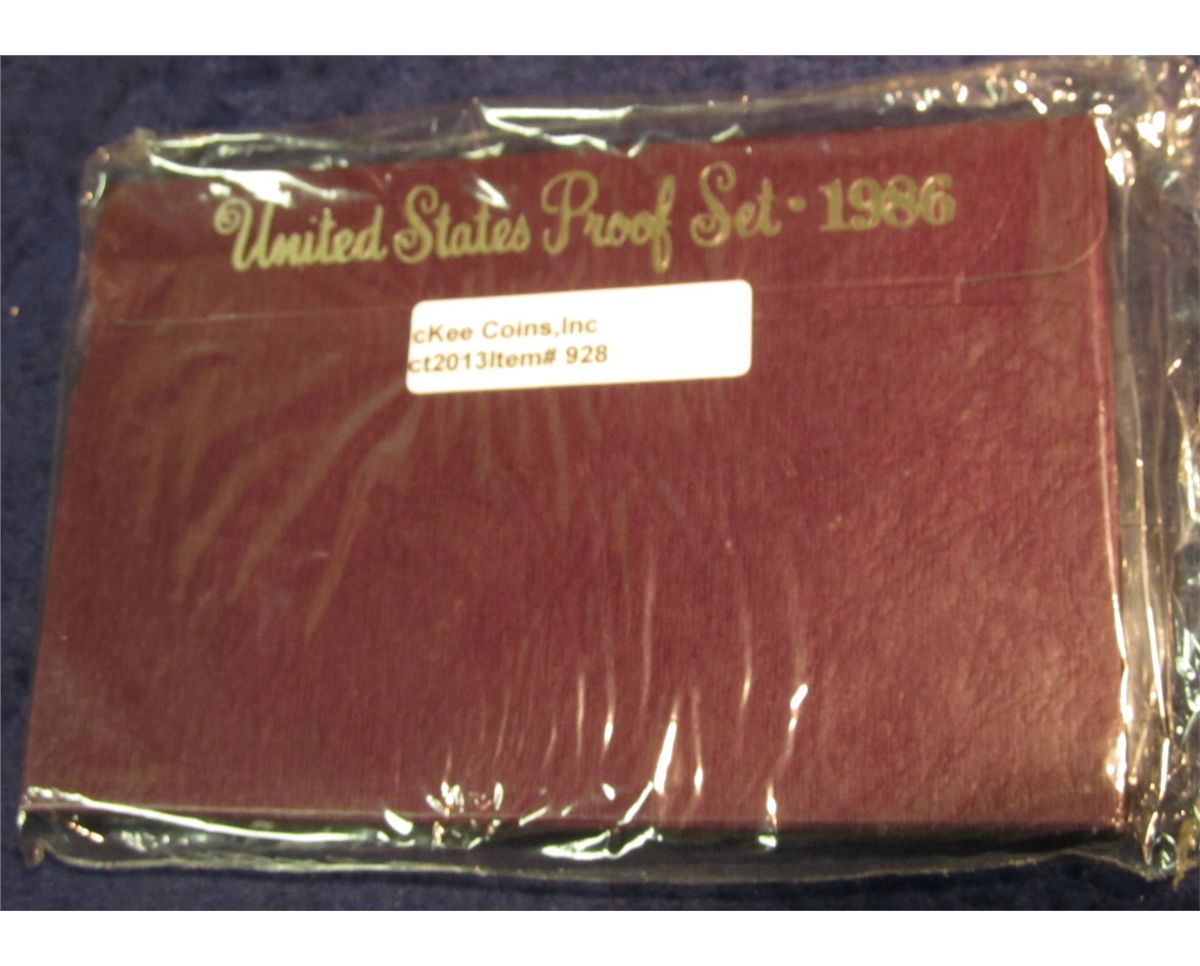 United States Proof Set · 1986
cKee Coins,Inc
ct2013Item# 928